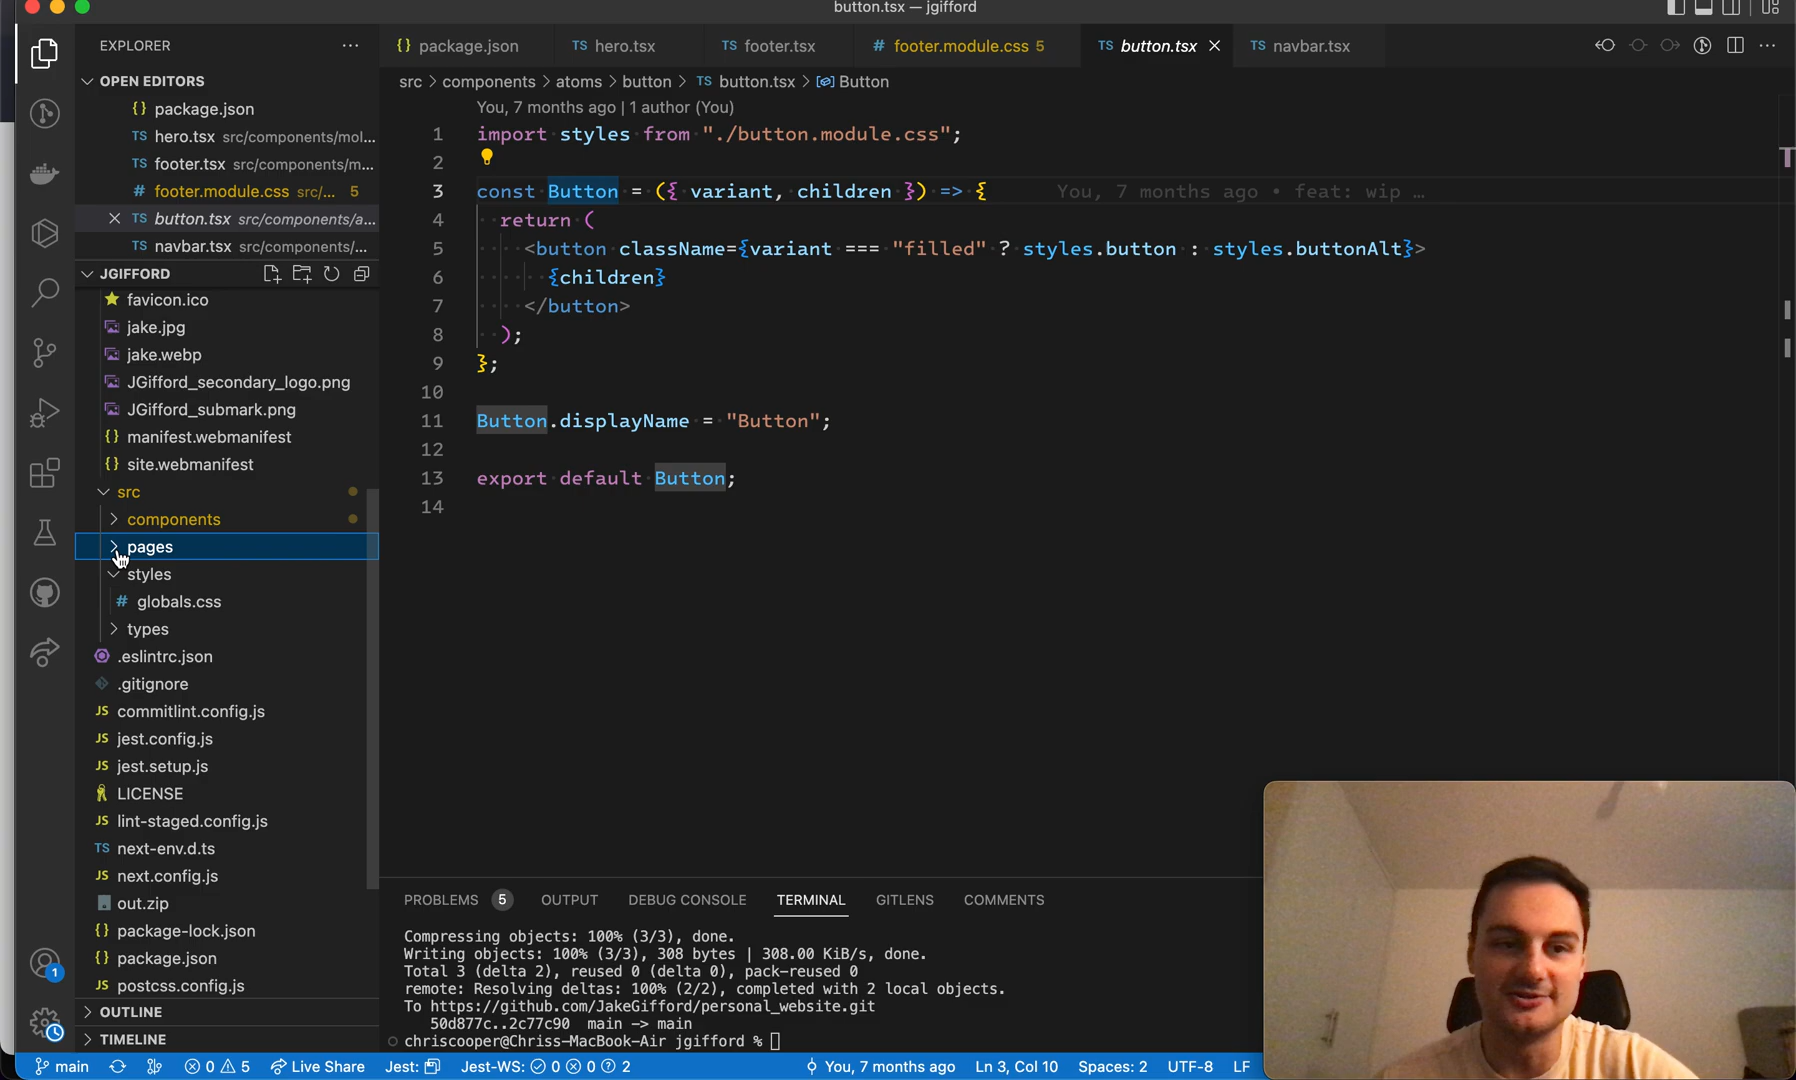 button.tsx — jgifford
EXPLORER
OPEN EDITORS
{} package.json
TS hero.tsx src/components/mol...
TS footer.tsx src/components/m...
# footer.module.css src/... 5
TS button.tsx src/components/a...
TS navbar.tsx src/components/...
JGIFFORD
favicon.ico
jake.jpg
jake.webp
JGifford_secondary_logo.png
JGifford_submark.png
{} manifest.webmanifest
{} site.webmanifest
src
components
pages
styles
# globals.css
types
.eslintrc.json
.gitignore
JS commitlint.config.js
JS jest.config.js
JS jest.setup.js
LICENSE
JS lint-staged.config.js
TS next-env.d.ts
JS next.config.js
out.zip
{} package-lock.json
{} package.json
JS postcss.config.js
OUTLINE
TIMELINE
1
{} package.json
TS hero.tsx
TS footer.tsx
# footer.module.css 5
TS button.tsx
TS navbar.tsx
src > components > atoms > button > TS button.tsx > Button
You, 7 months ago | 1 author (You)
1 import styles from "./button.module.css";
2
3 const Button = ({ variant, children }) => { You, 7 months ago • feat: wip …
4 return (
5 <button className={variant === "filled" ? styles.button : styles.buttonAlt}>
6 {children}
7 </button>
8 );
9 };
10
11 Button.displayName = "Button";
12
13 export default Button;
14
PROBLEMS 5 OUTPUT DEBUG CONSOLE TERMINAL GITLENS COMMENTS
Compressing objects: 100% (3/3), done.
Writing objects: 100% (3/3), 308 bytes | 308.00 KiB/s, done.
Total 3 (delta 2), reused 0 (delta 0), pack-reused 0
remote: Resolving deltas: 100% (2/2), completed with 2 local objects.
To https://github.com/JakeGifford/personal_website.git
50d877c..2c77c90 main -> main
chriscooper@Chriss-MacBook-Air jgifford %
main 0 5 Live Share Jest: Jest-WS: 0 0 2 You, 7 months ago Ln 3, Col 10 Spaces: 2 UTF-8 LF